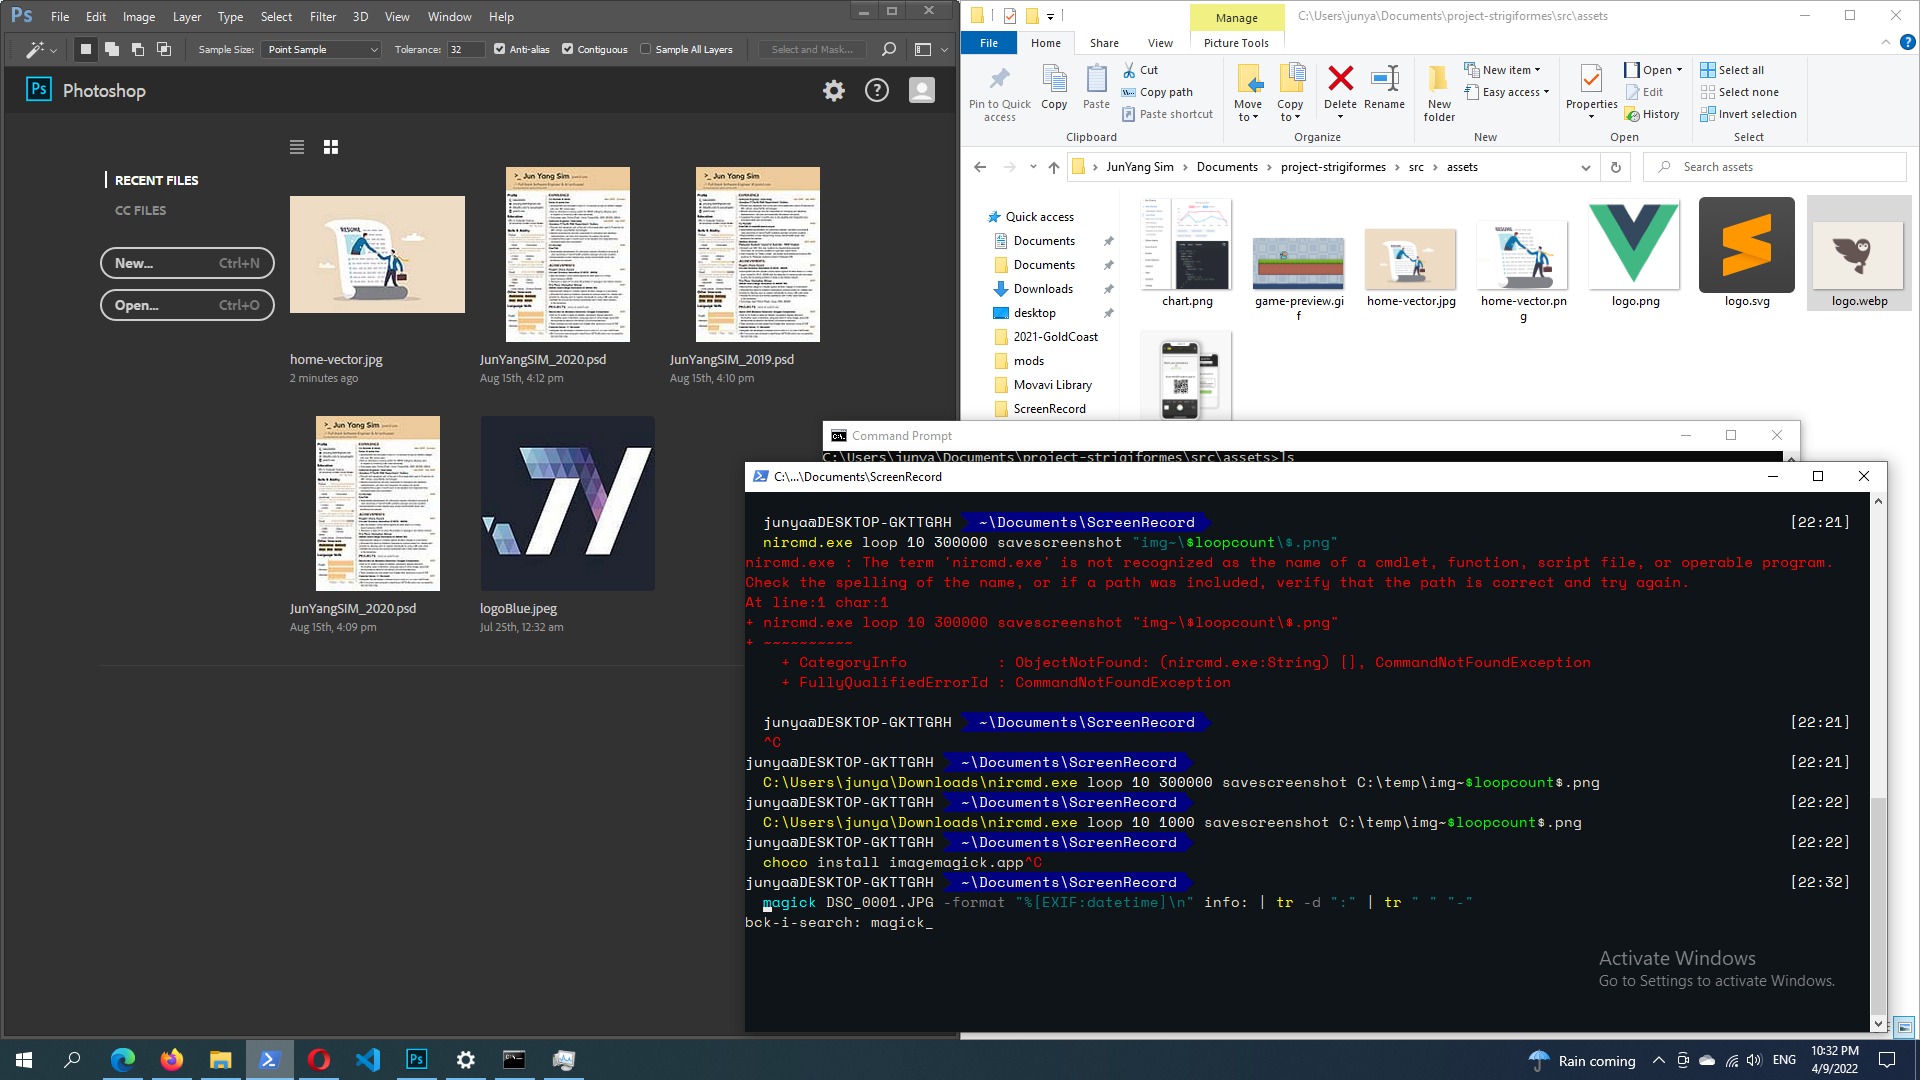 Ps File Edit Image Layer Type Select Filter 3D View Window Help
Sample Size: Point Sample Tolerance: 32 Anti-alias Contiguous Sample All Layers Select and Mask...
Ps Photoshop
RECENT FILES
CC FILES
New... Ctrl+N
Open... Ctrl+O
home-vector.jpg
2 minutes ago
JunYangSIM_2020.psd
Aug 15th, 4:12 pm
JunYangSIM_2019.psd
Aug 15th, 4:10 pm
JunYangSIM_2020.psd
Aug 15th, 4:09 pm
logoBlue.jpeg
Jul 25th, 12:32 am
Manage
C:\Users\junya\Documents\project-strigiformes\src\assets
File Home Share View Picture Tools
Pin to Quick access
Copy
Paste
Cut
Copy path
Paste shortcut
Clipboard
Move to
Copy to
Delete
Rename
Organize
New folder
New item
Easy access
New
Properties
Open
Edit
History
Open
Select all
Select none
Invert selection
Select
JunYang Sim Documents project-strigiformes src assets
Search assets
Quick access
Documents
Documents
Downloads
desktop
2021-GoldCoast
mods
Movavi Library
ScreenRecord
chart.png
game-preview.gif
home-vector.jpg
home-vector.png
logo.png
logo.svg
logo.webp
Command Prompt
C:\Users\junya\Documents\project-strigiformes\src\assets>ls
C:\...\Documents\ScreenRecord
junya@DESKTOP-GKTTGRH ~\Documents\ScreenRecord [22:21]
nircmd.exe loop 10 300000 savescreenshot "img~\$loopcount\$.png"
nircmd.exe : The term 'nircmd.exe' is not recognized as the name of a cmdlet, function, script file, or operable program.
Check the spelling of the name, or if a path was included, verify that the path is correct and try again.
At line:1 char:1
+ nircmd.exe loop 10 300000 savescreenshot "img~\$loopcount\$.png"
+ ~~~~~~~~~~
+ CategoryInfo : ObjectNotFound: (nircmd.exe:String) [], CommandNotFoundException
+ FullyQualifiedErrorId : CommandNotFoundException
junya@DESKTOP-GKTTGRH ~\Documents\ScreenRecord [22:21]
^C
junya@DESKTOP-GKTTGRH ~\Documents\ScreenRecord [22:21]
C:\Users\junya\Downloads\nircmd.exe loop 10 300000 savescreenshot C:\temp\img~$loopcount$.png
junya@DESKTOP-GKTTGRH ~\Documents\ScreenRecord [22:22]
C:\Users\junya\Downloads\nircmd.exe loop 10 1000 savescreenshot C:\temp\img~$loopcount$.png
junya@DESKTOP-GKTTGRH ~\Documents\ScreenRecord [22:22]
choco install imagemagick.app^C
junya@DESKTOP-GKTTGRH ~\Documents\ScreenRecord [22:32]
magick DSC_0001.JPG -format "%[EXIF:datetime]\n" info: | tr -d ":" | tr " " "-"
bck-i-search: magick_
Activate Windows
Go to Settings to activate Windows.
Rain coming
ENG
10:32 PM
4/9/2022